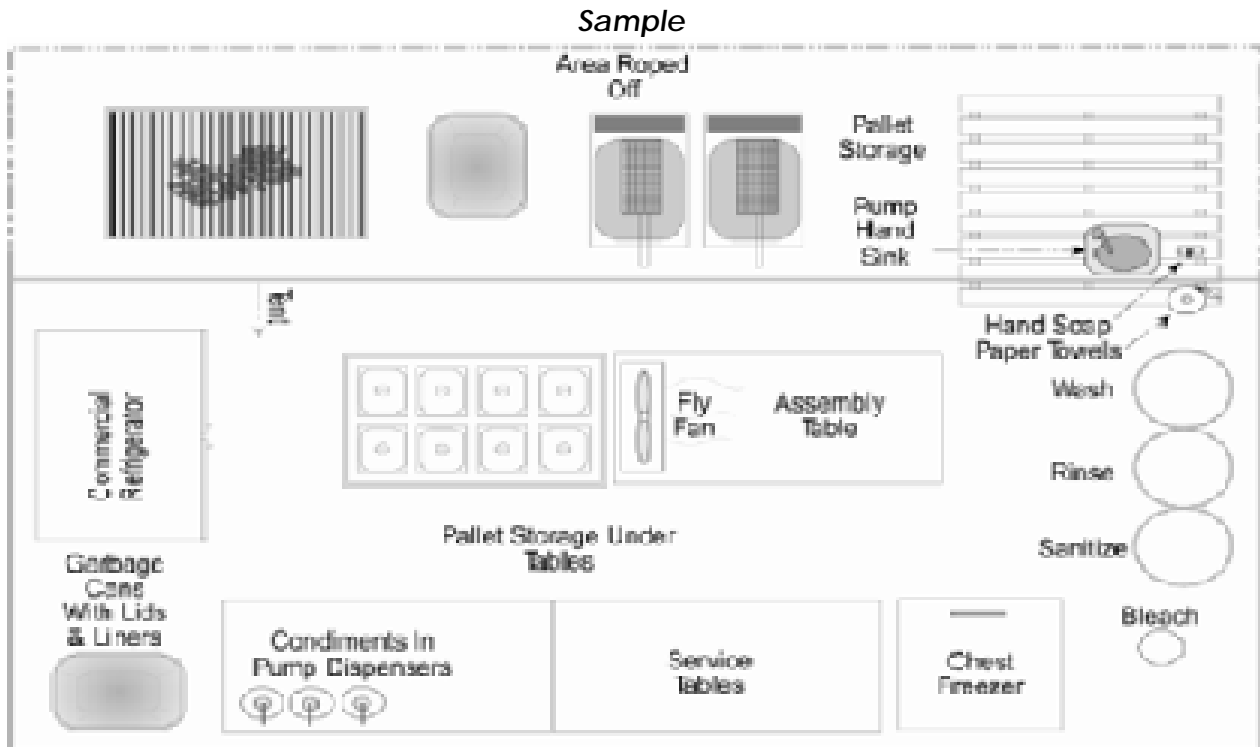 Sample
Area Roped
Off
Pallet
Storage
Pump
Hand
Sink
Tent
Hand Soap
Paper Towels
Commercial
Refrigerator
Fly
Fan
Assembly
Table
Wash
Rinse
Sanitize
Pallet Storage Under
Tables
Garbage
Cans
With Lids
& Liners
Condiments In
Pump Dispensers
Service
Tables
Chest
Freezer
Bleach